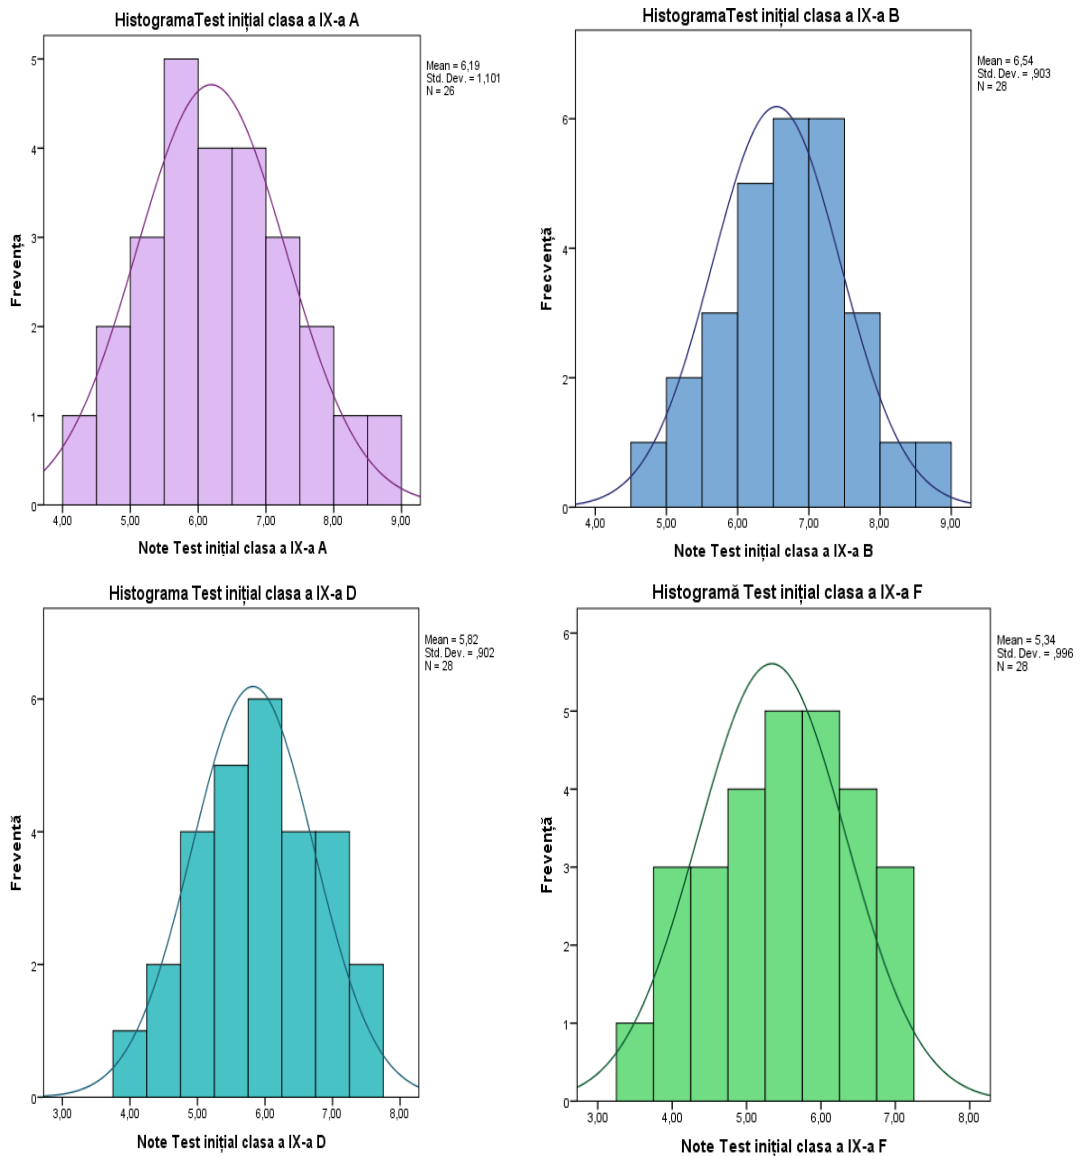 HistogramaTest inițial clasa a IX-a A
Mean = 6,19
Std. Dev. = 1,101
N = 26
Frevența
5
4
3
2
1
0
4,00 5,00 6,00 7,00 8,00 9,00
Note Test inițial clasa a IX-a A
HistogramaTest inițial clasa a IX-a B
Mean = 6,54
Std. Dev. = ,903
N = 28
Frecvență
6
4
2
0
4,00 5,00 6,00 7,00 8,00 9,00
Note Test inițial clasa a IX-a B
Histograma Test inițial clasa a IX-a D
Mean = 5,82
Std. Dev. = ,902
N = 28
Frevență
6
4
2
0
3,00 4,00 5,00 6,00 7,00 8,00
Note Test inițial clasa a IX-a D
Histogramă Test inițial clasa a IX-a F
Mean = 5,34
Std. Dev. = ,996
N = 28
Frevență
6
5
4
3
2
1
0
3,00 4,00 5,00 6,00 7,00 8,00
Note Test inițial clasa a IX-a F